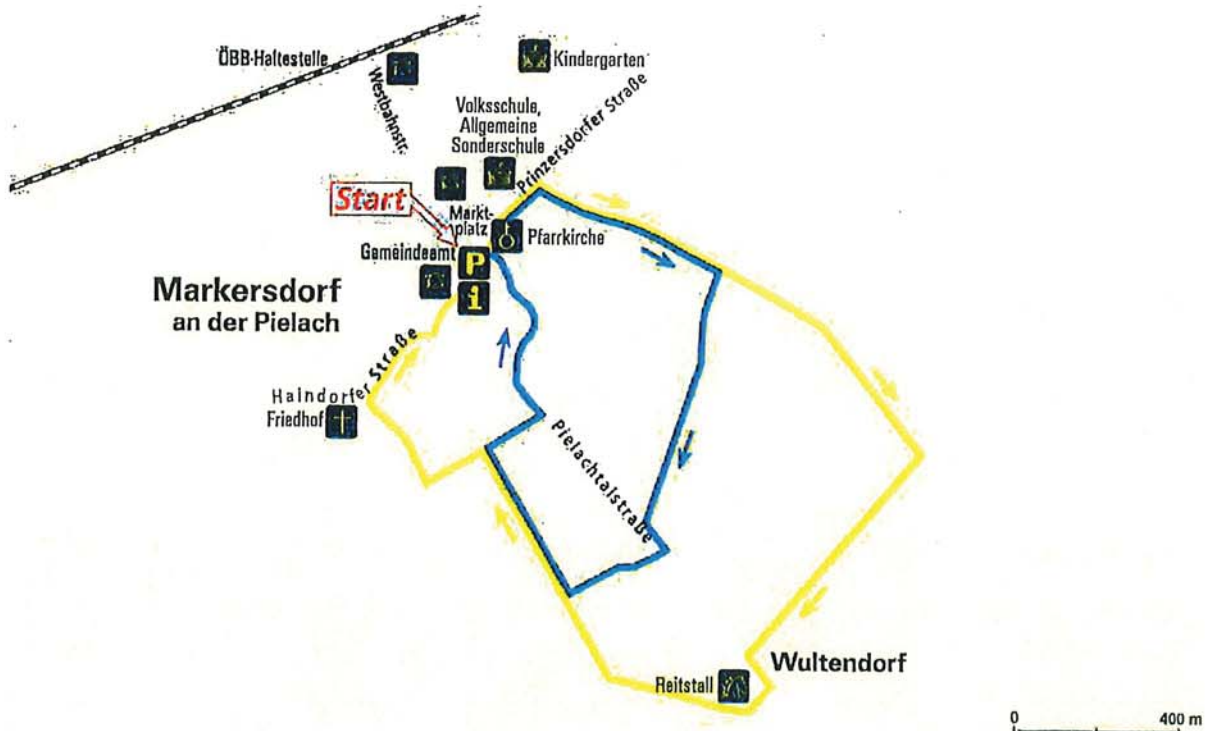 ÖBB-Haltestelle
Kindergarten
Westbahnstr.
Volksschule,
Allgemeine
Sonderschule
Prinzersdorfer Straße
Start
Markt-
platz
Pfarrkirche
Gemeindeamt
P
i
Markersdorf
an der Pielach
Haindorfer Straße
Friedhof
Pielachtalstraße
Wultendorf
Reitstall
0 400 m